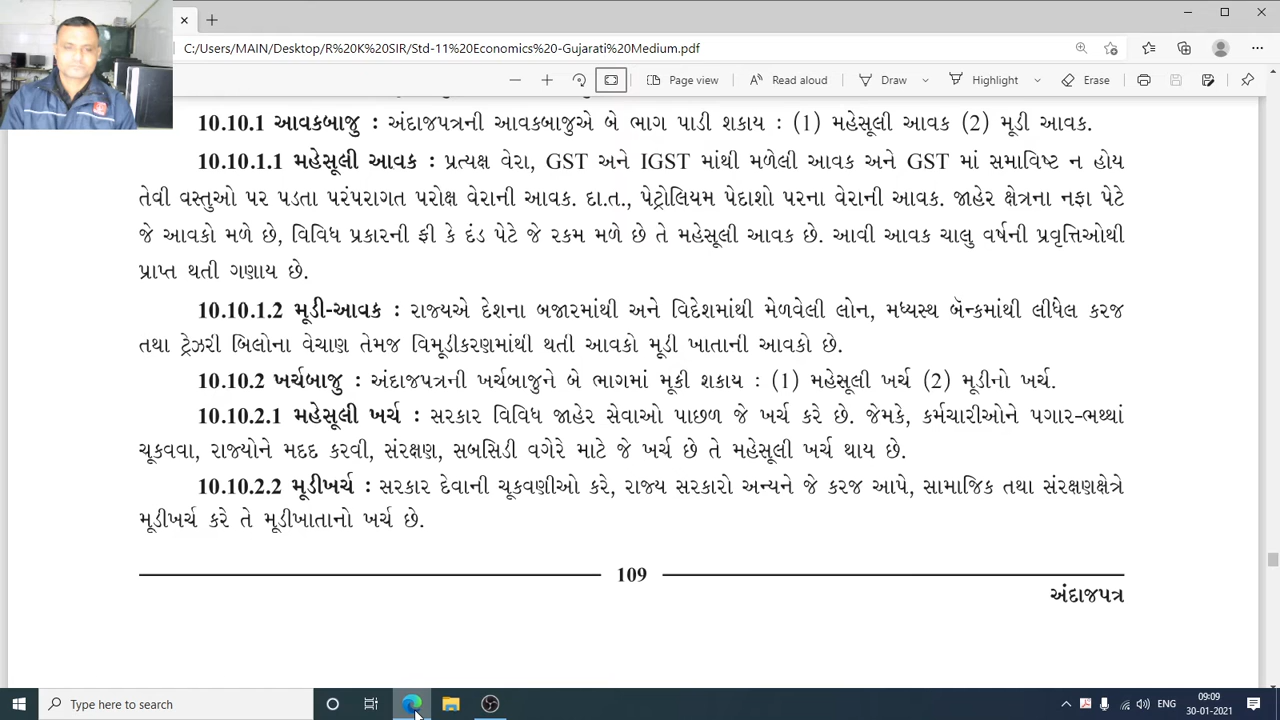 C:/Users/MAIN/Desktop/R%20K%20SIR/Std-11%20Economics%20-Gujarati%20Medium.pdf
Page view
Read aloud
Draw
Highlight
Erase
10.10.1 આવકબાજુ : અંદાજપત્રની આવકબાજુએ બે ભાગ પાડી શકાય : (1) મહેસૂલી આવક (2) મૂડી આવક.
10.10.1.1 મહેસૂલી આવક : પ્રત્યક્ષ વેરા, GST અને IGST માંથી મળેલી આવક અને GST માં સમાવિષ્ટ ન હોય
તેવી વસ્તુઓ પર પડતા પરંપરાગત પરોક્ષ વેરાની આવક. દા.ત., પેટ્રોલિયમ પેદાશો પરના વેરાની આવક. જાહેર ક્ષેત્રના નફા પેટે
જે આવકો મળે છે, વિવિધ પ્રકારની ફી કે દંડ પેટે જે રકમ મળે છે તે મહેસૂલી આવક છે. આવી આવક ચાલુ વર્ષની પ્રવૃત્તિઓથી
પ્રાપ્ત થતી ગણાય છે.
10.10.1.2 મૂડી-આવક : રાજ્યએ દેશના બજારમાંથી અને વિદેશમાંથી મેળવેલી લોન, મધ્યસ્થ બૅન્કમાંથી લીધેલ કરજ
તથા ટ્રેઝરી બિલોના વેચાણ તેમજ વિમૂડીકરણમાંથી થતી આવકો મૂડી ખાતાની આવકો છે.
10.10.2 ખર્ચબાજુ : અંદાજપત્રની ખર્ચબાજુને બે ભાગમાં મૂકી શકાય : (1) મહેસૂલી ખર્ચ (2) મૂડીનો ખર્ચ.
10.10.2.1 મહેસૂલી ખર્ચ : સરકાર વિવિધ જાહેર સેવાઓ પાછળ જે ખર્ચ કરે છે. જેમકે, કર્મચારીઓને પગાર-ભથ્થાં
ચૂકવવા, રાજ્યોને મદદ કરવી, સંરક્ષણ, સબસિડી વગેરે માટે જે ખર્ચ છે તે મહેસૂલી ખર્ચ થાય છે.
10.10.2.2 મૂડીખર્ચ : સરકાર દેવાની ચૂકવણીઓ કરે, રાજ્ય સરકારો અન્યને જે કરજ આપે, સામાજિક તથા સંરક્ષણક્ષેત્રે
મૂડીખર્ચ કરે તે મૂડીખાતાનો ખર્ચ છે.
109
અંદાજપત્ર
Type here to search
ENG
09:09
30-01-2021